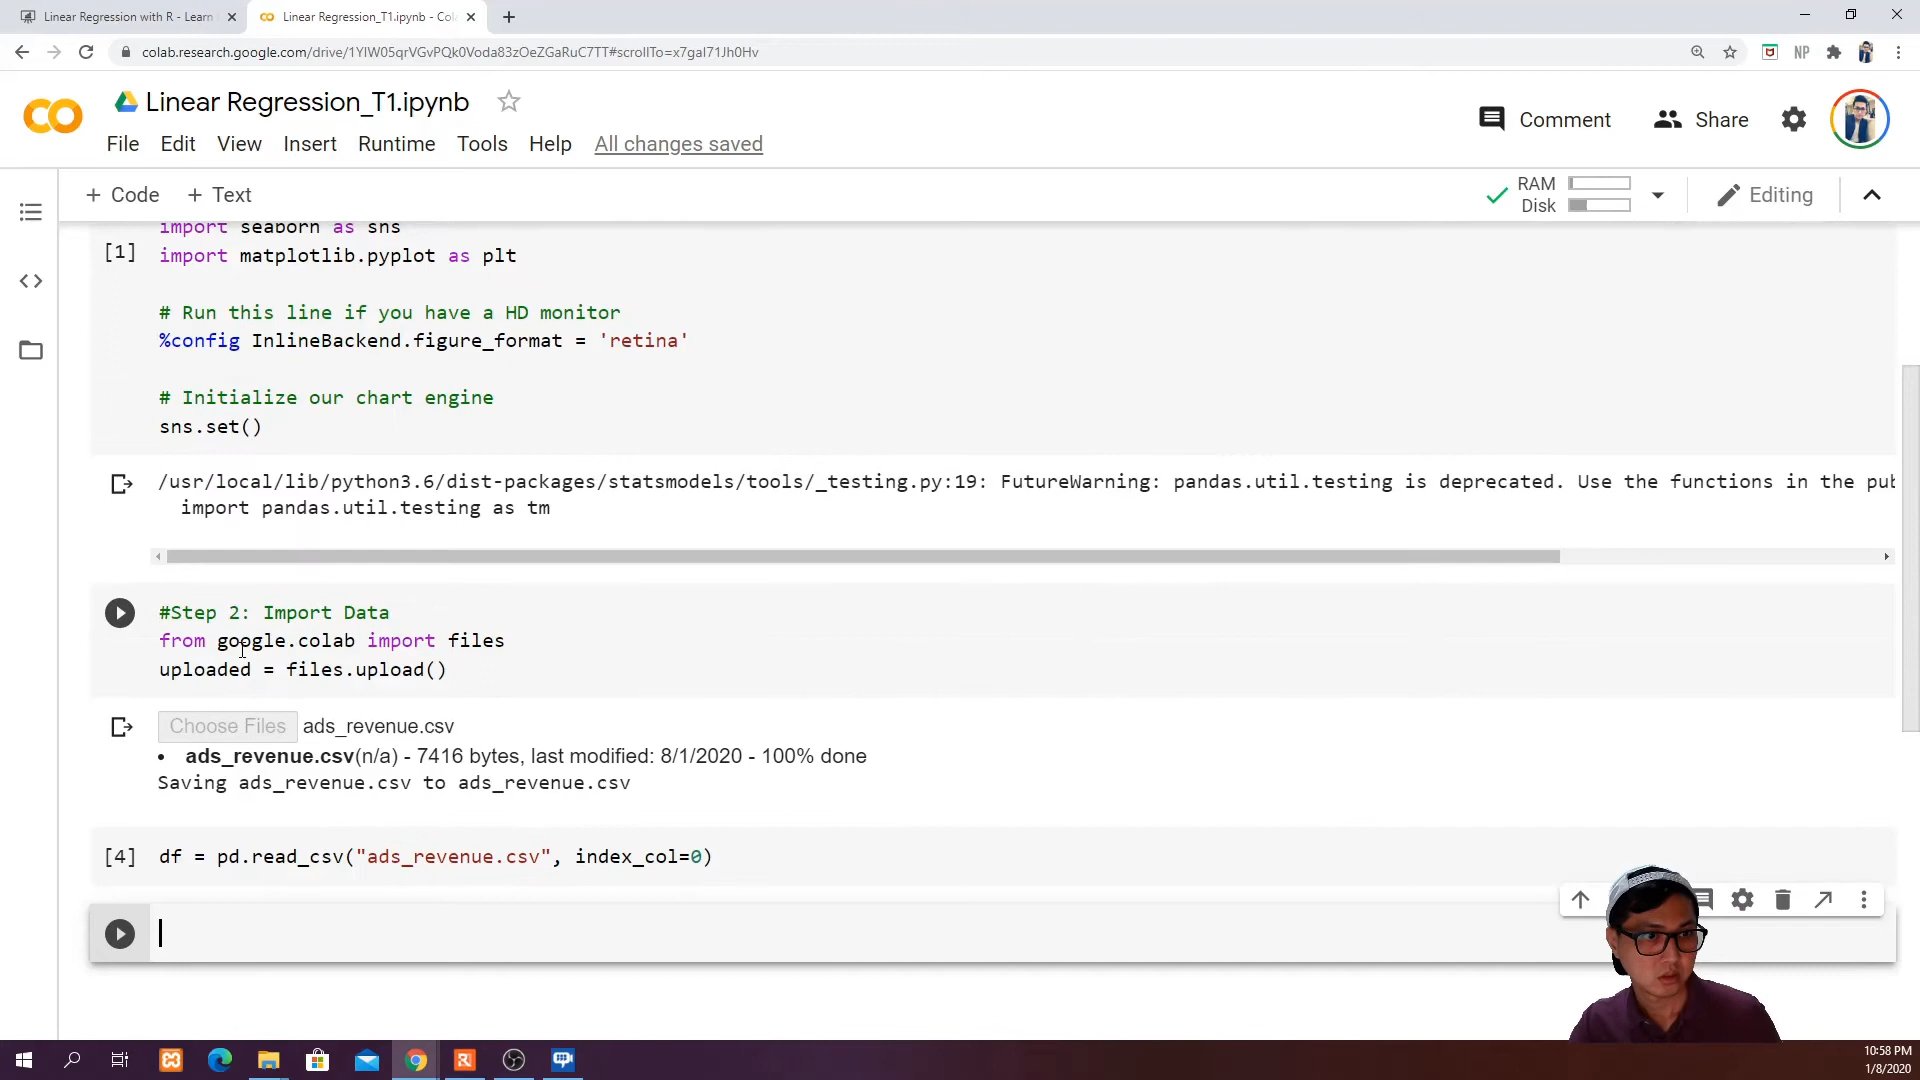 Linear Regression with R - Learn
Linear Regression_T1.ipynb - Col
colab.research.google.com/drive/1YIW05qrVGvPQk0Voda83zOeZGaRuC7TT#scrollTo=x7gaI71Jh0Hv
NP
Linear Regression_T1.ipynb
File Edit View Insert Runtime Tools Help All changes saved
Comment Share
+ Code + Text
RAM
Disk
Editing
import seaborn as sns
[1] import matplotlib.pyplot as plt
# Run this line if you have a HD monitor
%config InlineBackend.figure_format = 'retina'
# Initialize our chart engine
sns.set()
/usr/local/lib/python3.6/dist-packages/statsmodels/tools/_testing.py:19: FutureWarning: pandas.util.testing is deprecated. Use the functions in the pub
import pandas.util.testing as tm
#Step 2: Import Data
from google.colab import files
uploaded = files.upload()
Choose Files ads_revenue.csv
• ads_revenue.csv(n/a) - 7416 bytes, last modified: 8/1/2020 - 100% done
Saving ads_revenue.csv to ads_revenue.csv
[4] df = pd.read_csv("ads_revenue.csv", index_col=0)
10:58 PM
1/8/2020